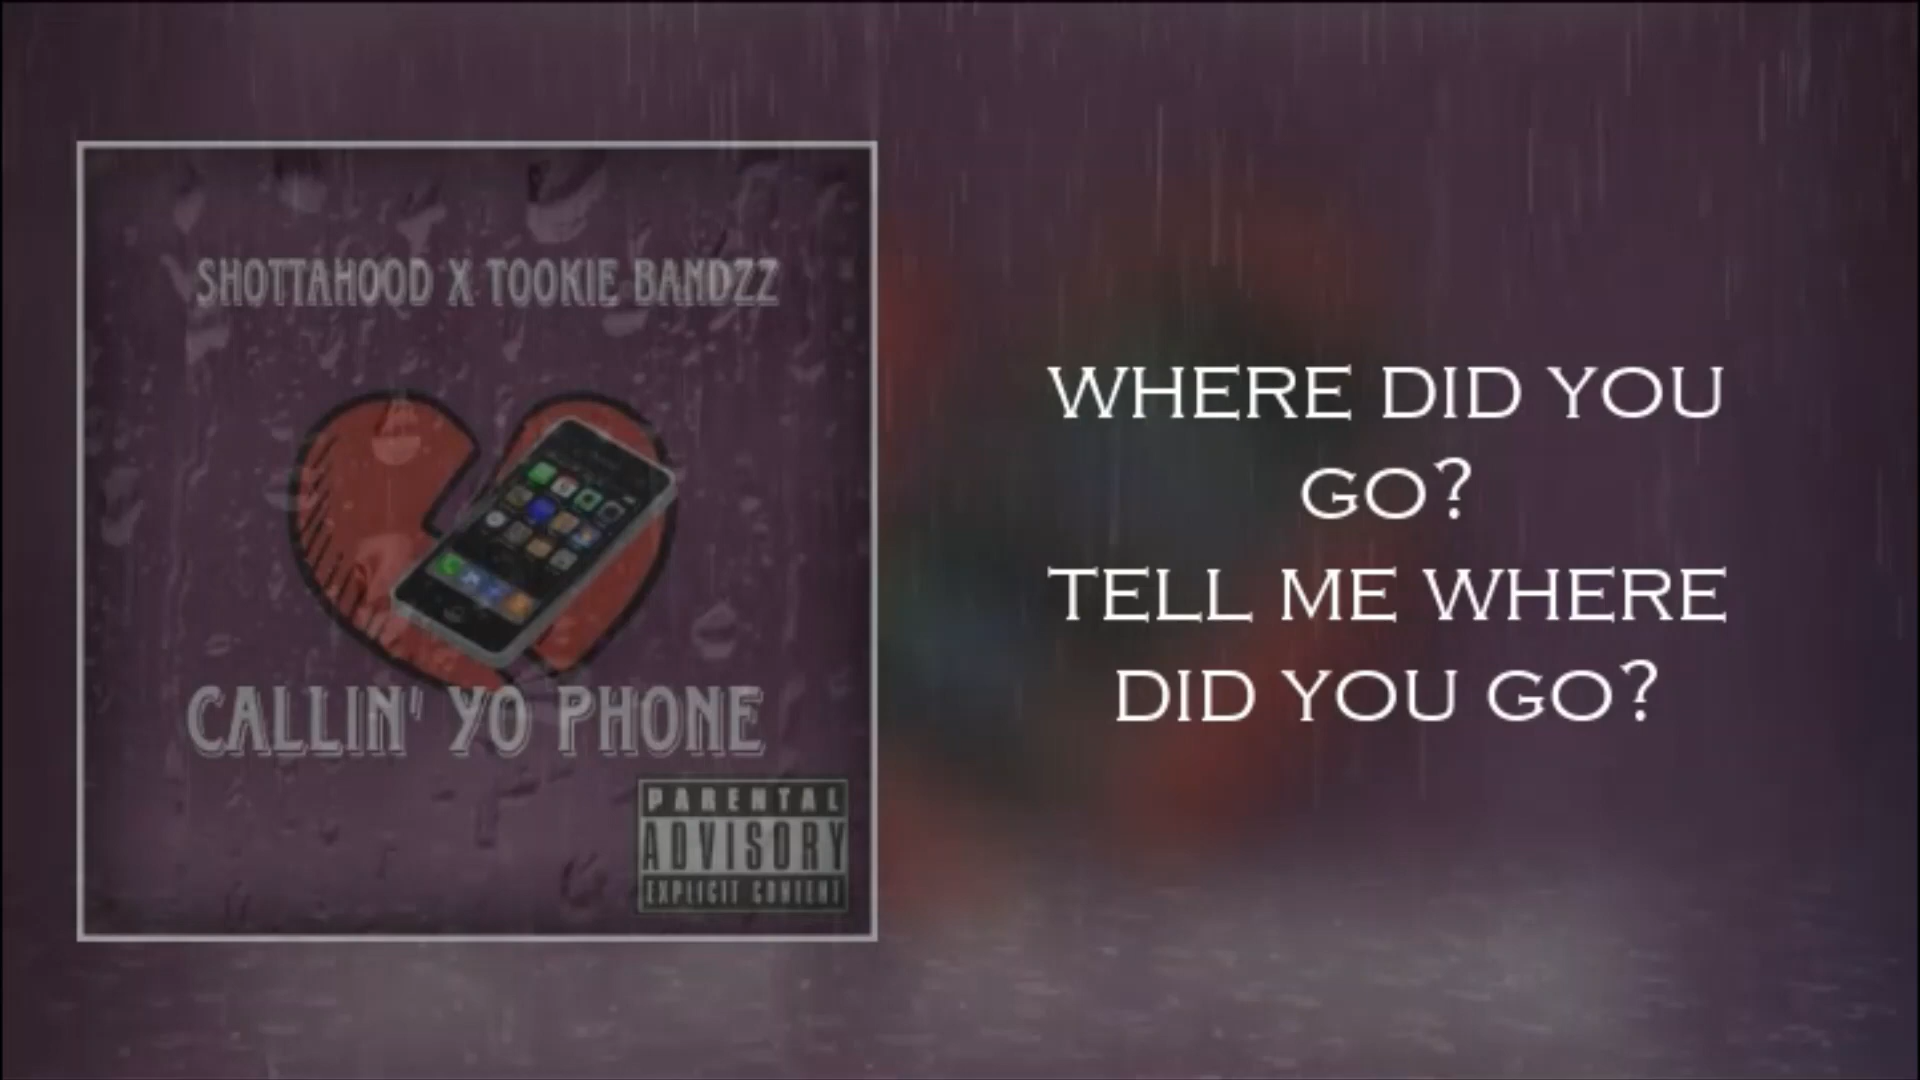 SHOTTAHOOD X TOOKIE BANDZZ
CALLIN' YO PHONE
PARENTAL
ADVISORY
EXPLICIT CONTENT
WHERE DID YOU
GO?
TELL ME WHERE
DID YOU GO?